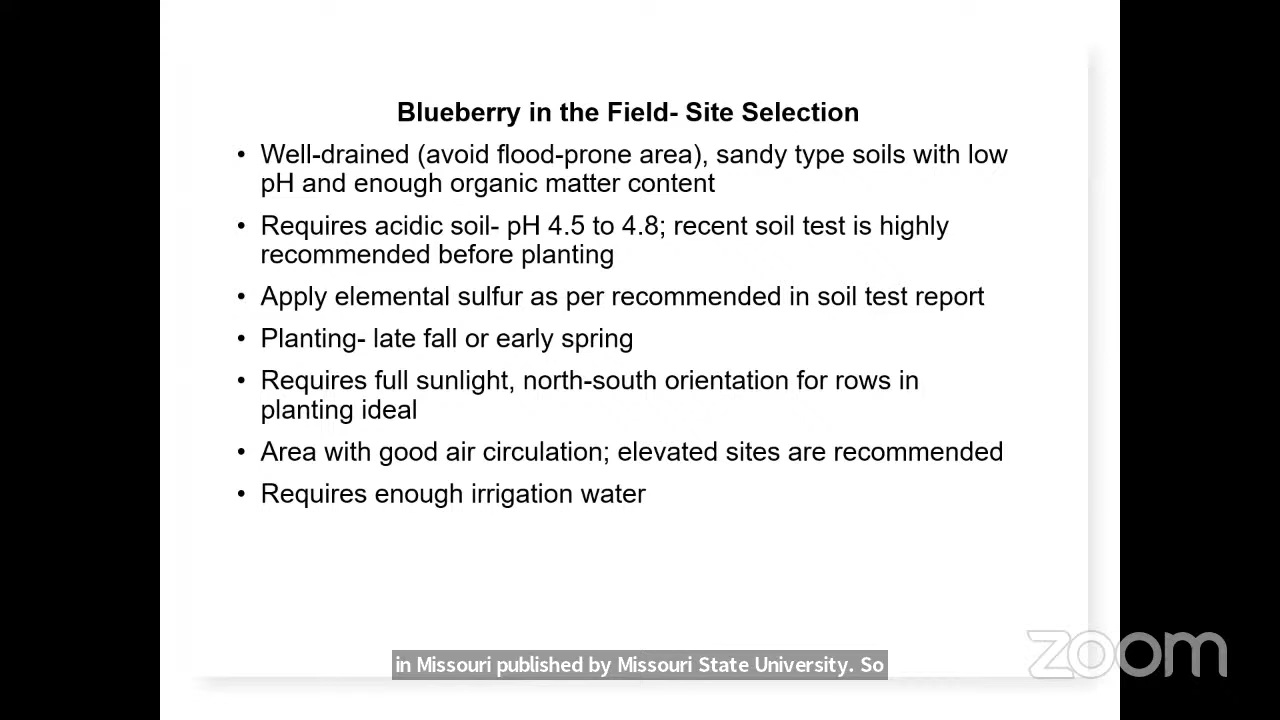 Blueberry in the Field- Site Selection
• Well-drained (avoid flood-prone area), sandy type soils with low
pH and enough organic matter content
• Requires acidic soil- pH 4.5 to 4.8; recent soil test is highly
recommended before planting
• Apply elemental sulfur as per recommended in soil test report
• Planting- late fall or early spring
• Requires full sunlight, north-south orientation for rows in
planting ideal
• Area with good air circulation; elevated sites are recommended
• Requires enough irrigation water
zoom
in Missouri published by Missouri State University. So